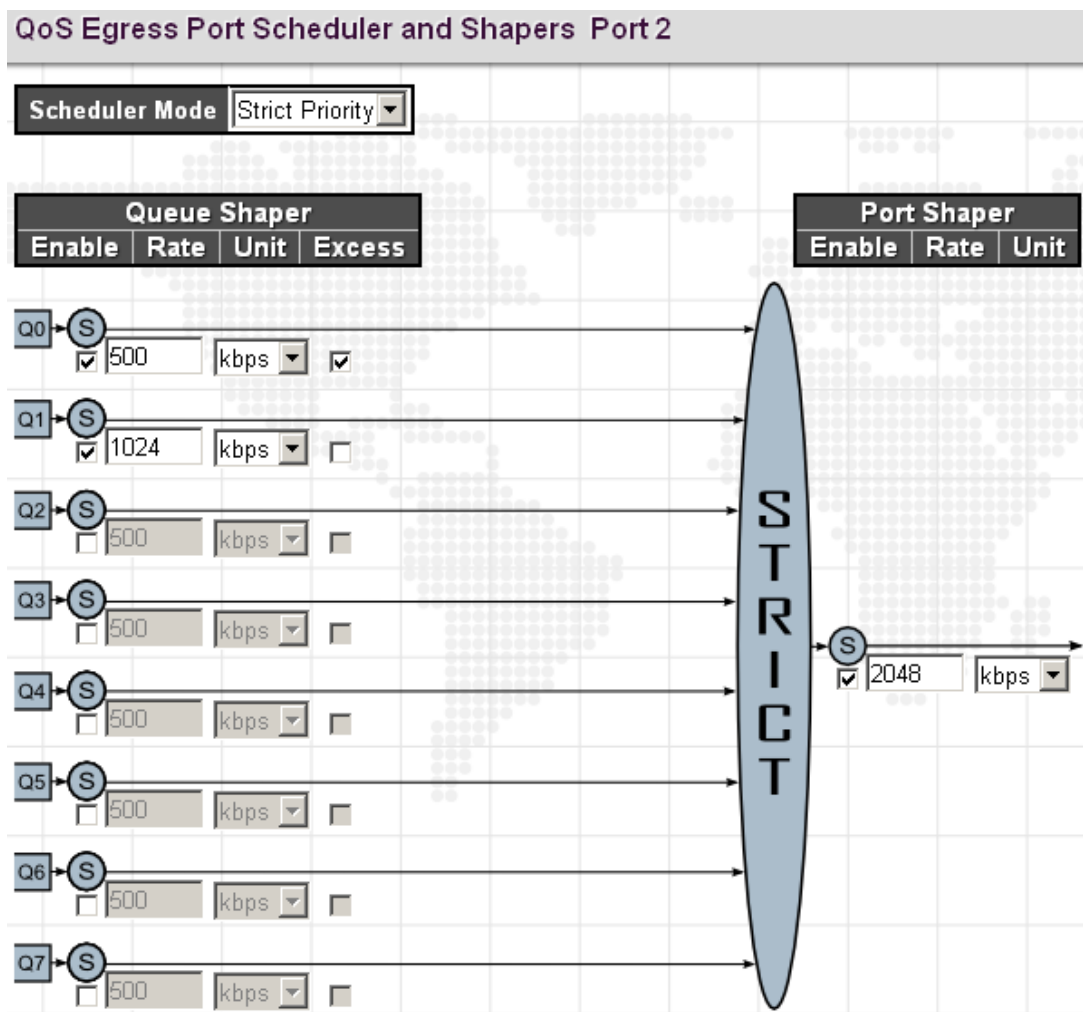 QoS Egress Port Scheduler and Shapers Port 2
Scheduler Mode Strict Priority
Queue Shaper
Enable Rate Unit Excess
Port Shaper
Enable Rate Unit
Q0 S
500 kbps
Q1 S
1024 kbps
Q2 S
500 kbps
Q3 S
500 kbps
Q4 S
500 kbps
Q5 S
500 kbps
Q6 S
500 kbps
Q7 S
500 kbps
STRICT
S
2048 kbps